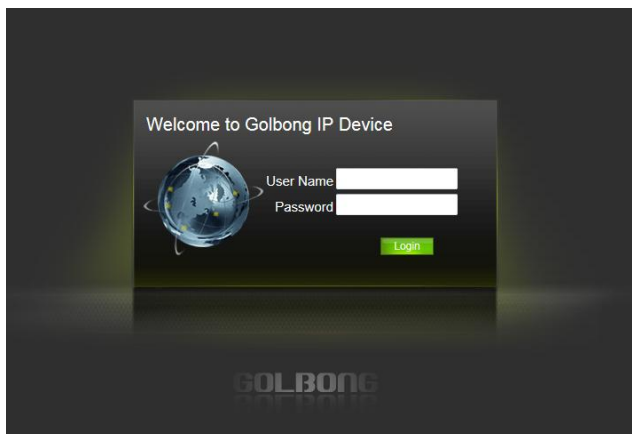 Welcome to Golbong IP Device
User Name
Password
Login
GOLBONG